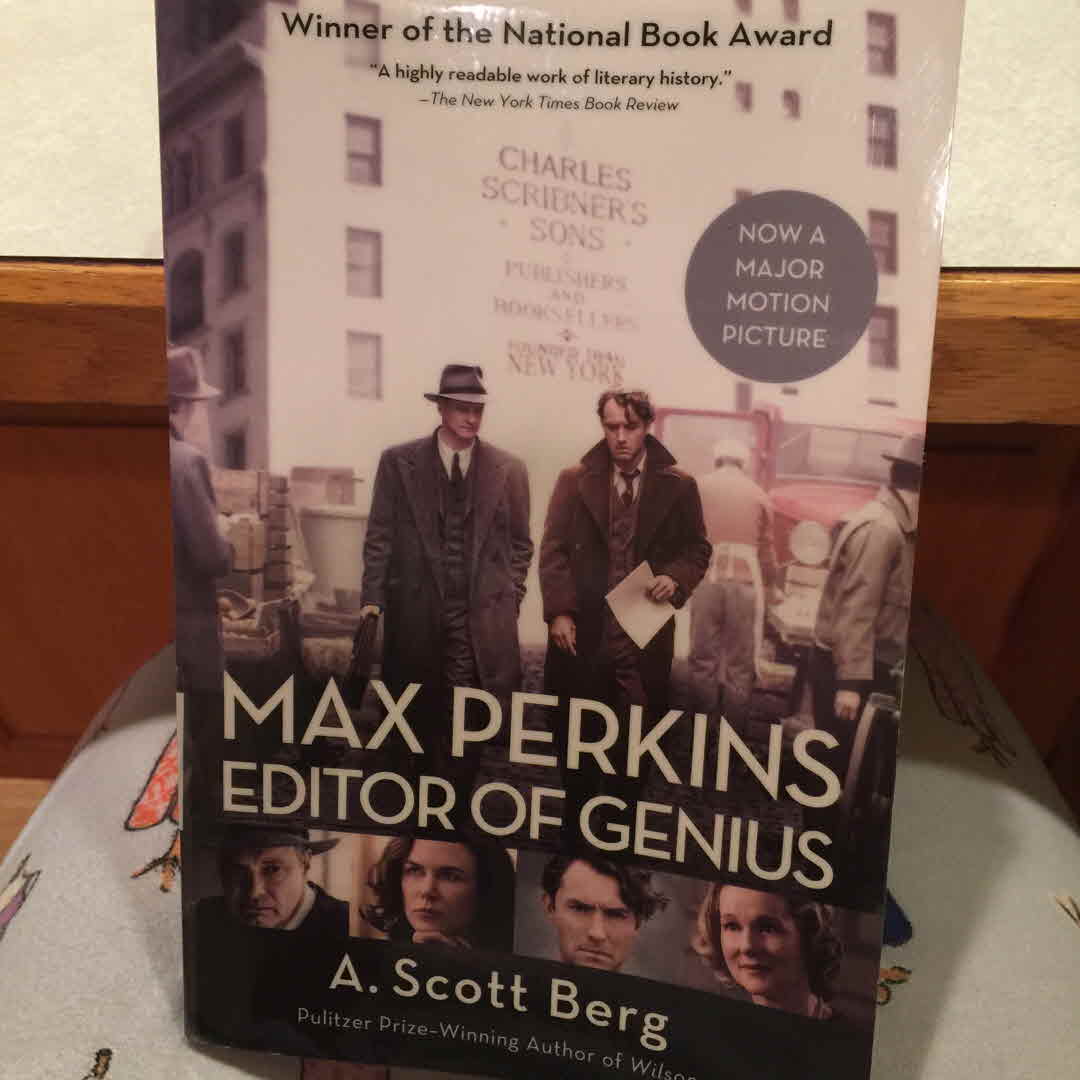 Winner of the National Book Award
“A highly readable work of literary history.”
—The New York Times Book Review
CHARLES
SCRIBNER'S
SONS
PUBLISHERS
AND
BOOKSELLERS
NEW YORK
NOW A
MAJOR
MOTION
PICTURE
MAX PERKINS
EDITOR OF GENIUS
A. Scott Berg
Pulitzer Prize–Winning Author of Wilson